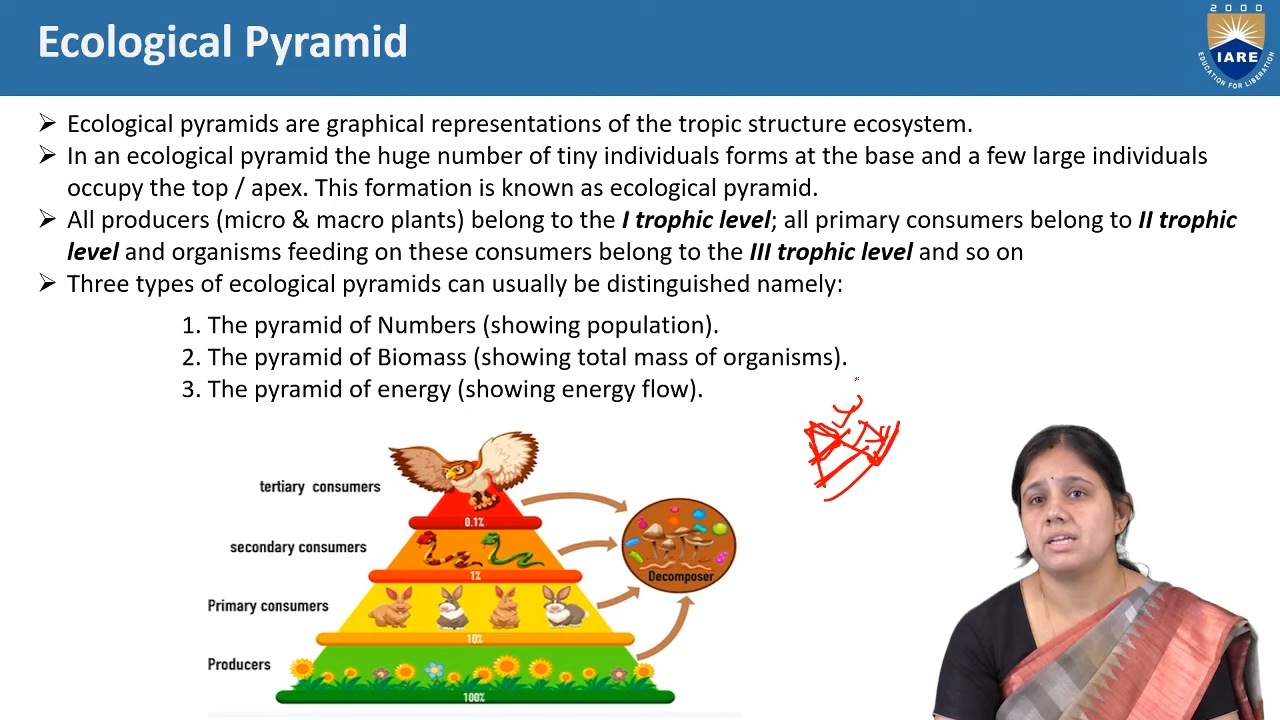 Ecological Pyramid
2000
IARE
EDUCATION FOR LIBERATION
➢ Ecological pyramids are graphical representations of the tropic structure ecosystem.
➢ In an ecological pyramid the huge number of tiny individuals forms at the base and a few large individuals
occupy the top / apex. This formation is known as ecological pyramid.
➢ All producers (micro & macro plants) belong to the I trophic level; all primary consumers belong to II trophic
level and organisms feeding on these consumers belong to the III trophic level and so on
➢ Three types of ecological pyramids can usually be distinguished namely:
1. The pyramid of Numbers (showing population).
2. The pyramid of Biomass (showing total mass of organisms).
3. The pyramid of energy (showing energy flow).
tertiary consumers
0.1%
secondary consumers
1%
Decomposer
Primary consumers
10%
Producers
100%